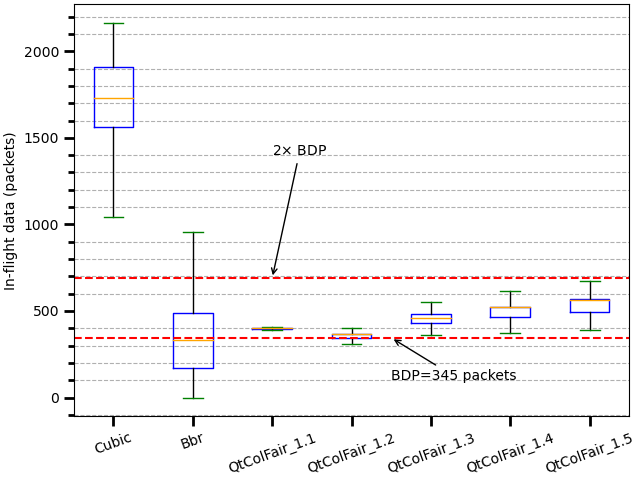 In-flight data (packets)
2000
1500
1000
500
0
2× BDP
BDP=345 packets
Cubic
Bbr
QtColFair_1.1
QtColFair_1.2
QtColFair_1.3
QtColFair_1.4
QtColFair_1.5